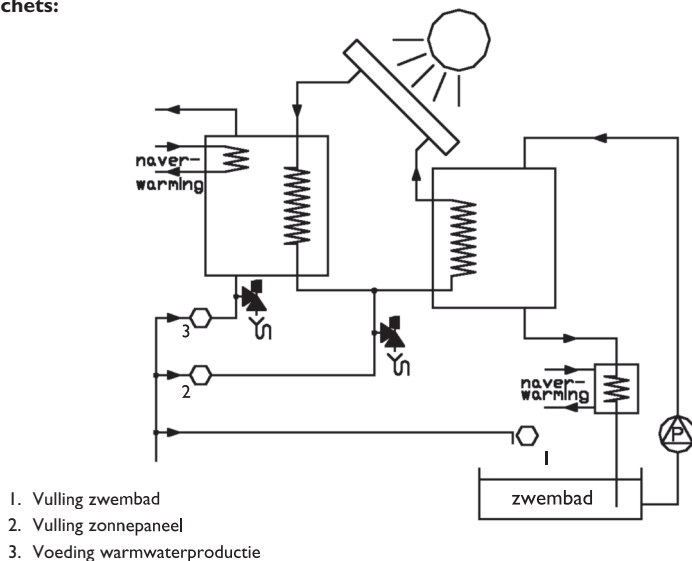 chets:
naver-
warming
3
2
naver-
warming
1
P
zwembad
1. Vulling zwembad
2. Vulling zonnepaneel
3. Voeding warmwaterproductie